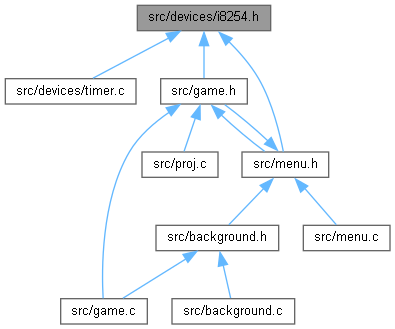 src/devices/i8254.h
src/devices/timer.c
src/game.h
src/proj.c
src/menu.h
src/background.h
src/menu.c
src/game.c
src/background.c